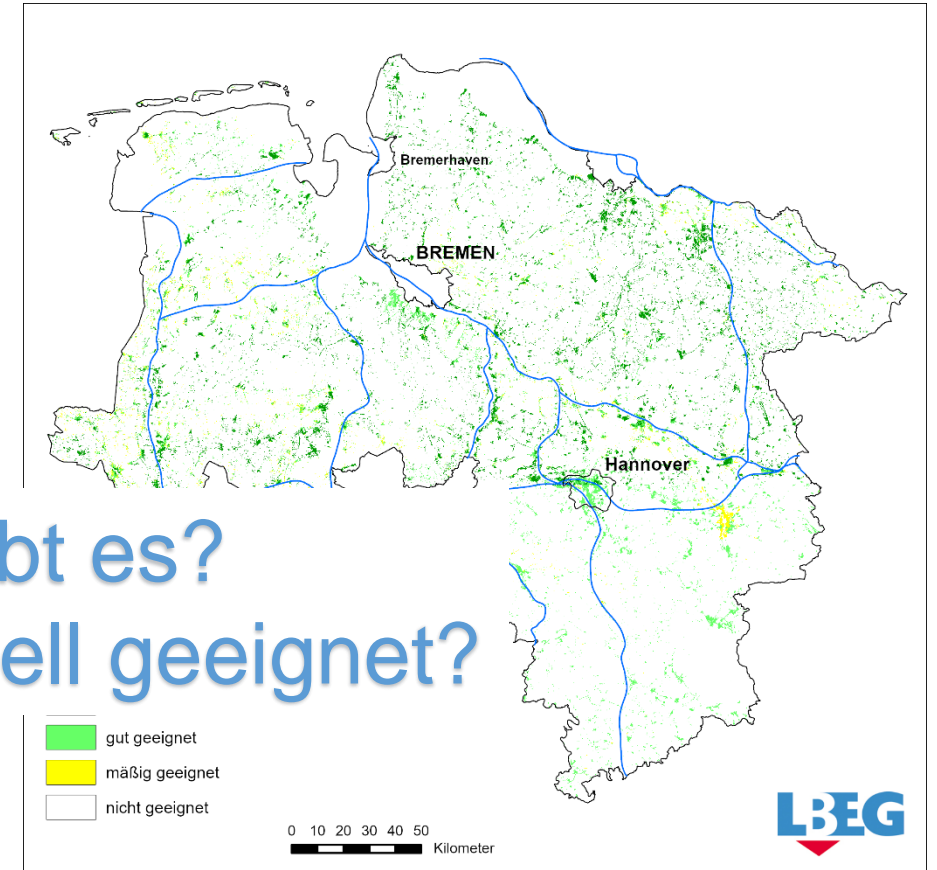 Bremerhaven
BREMEN
Hannover
bt es?
ell geeignet?
gut geeignet
mäßig geeignet
nicht geeignet
0 10 20 30 40 50
Kilometer
LBEG